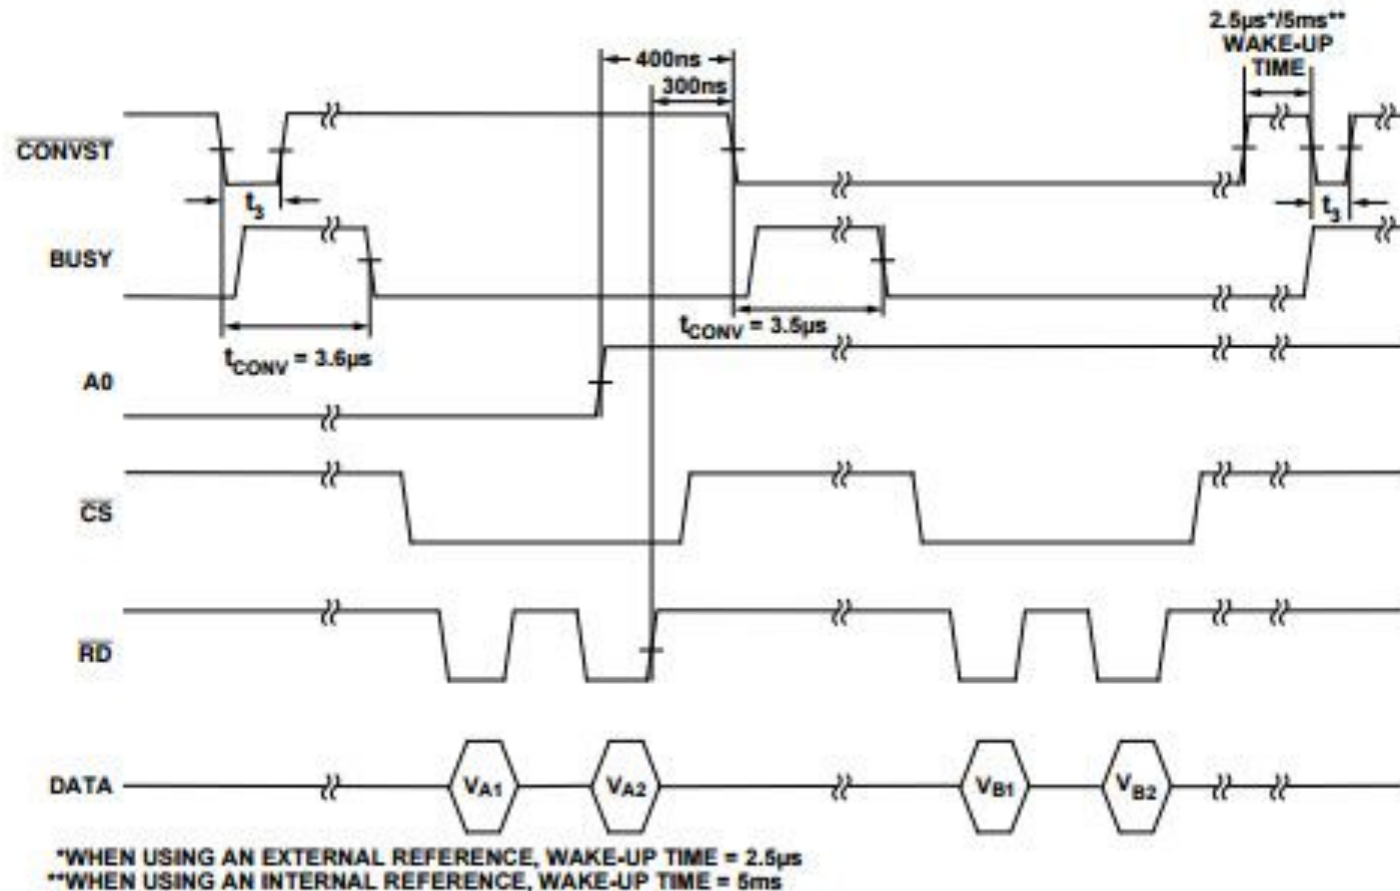 2.5µs*/5ms**
WAKE-UP
TIME
400ns
300ns
CONVST
t3
t3
BUSY
tCONV = 3.6µs
tCONV = 3.5µs
A0
CS
RD
DATA
VA1
VA2
VB1
VB2
*WHEN USING AN EXTERNAL REFERENCE, WAKE-UP TIME = 2.5µs
**WHEN USING AN INTERNAL REFERENCE, WAKE-UP TIME = 5ms